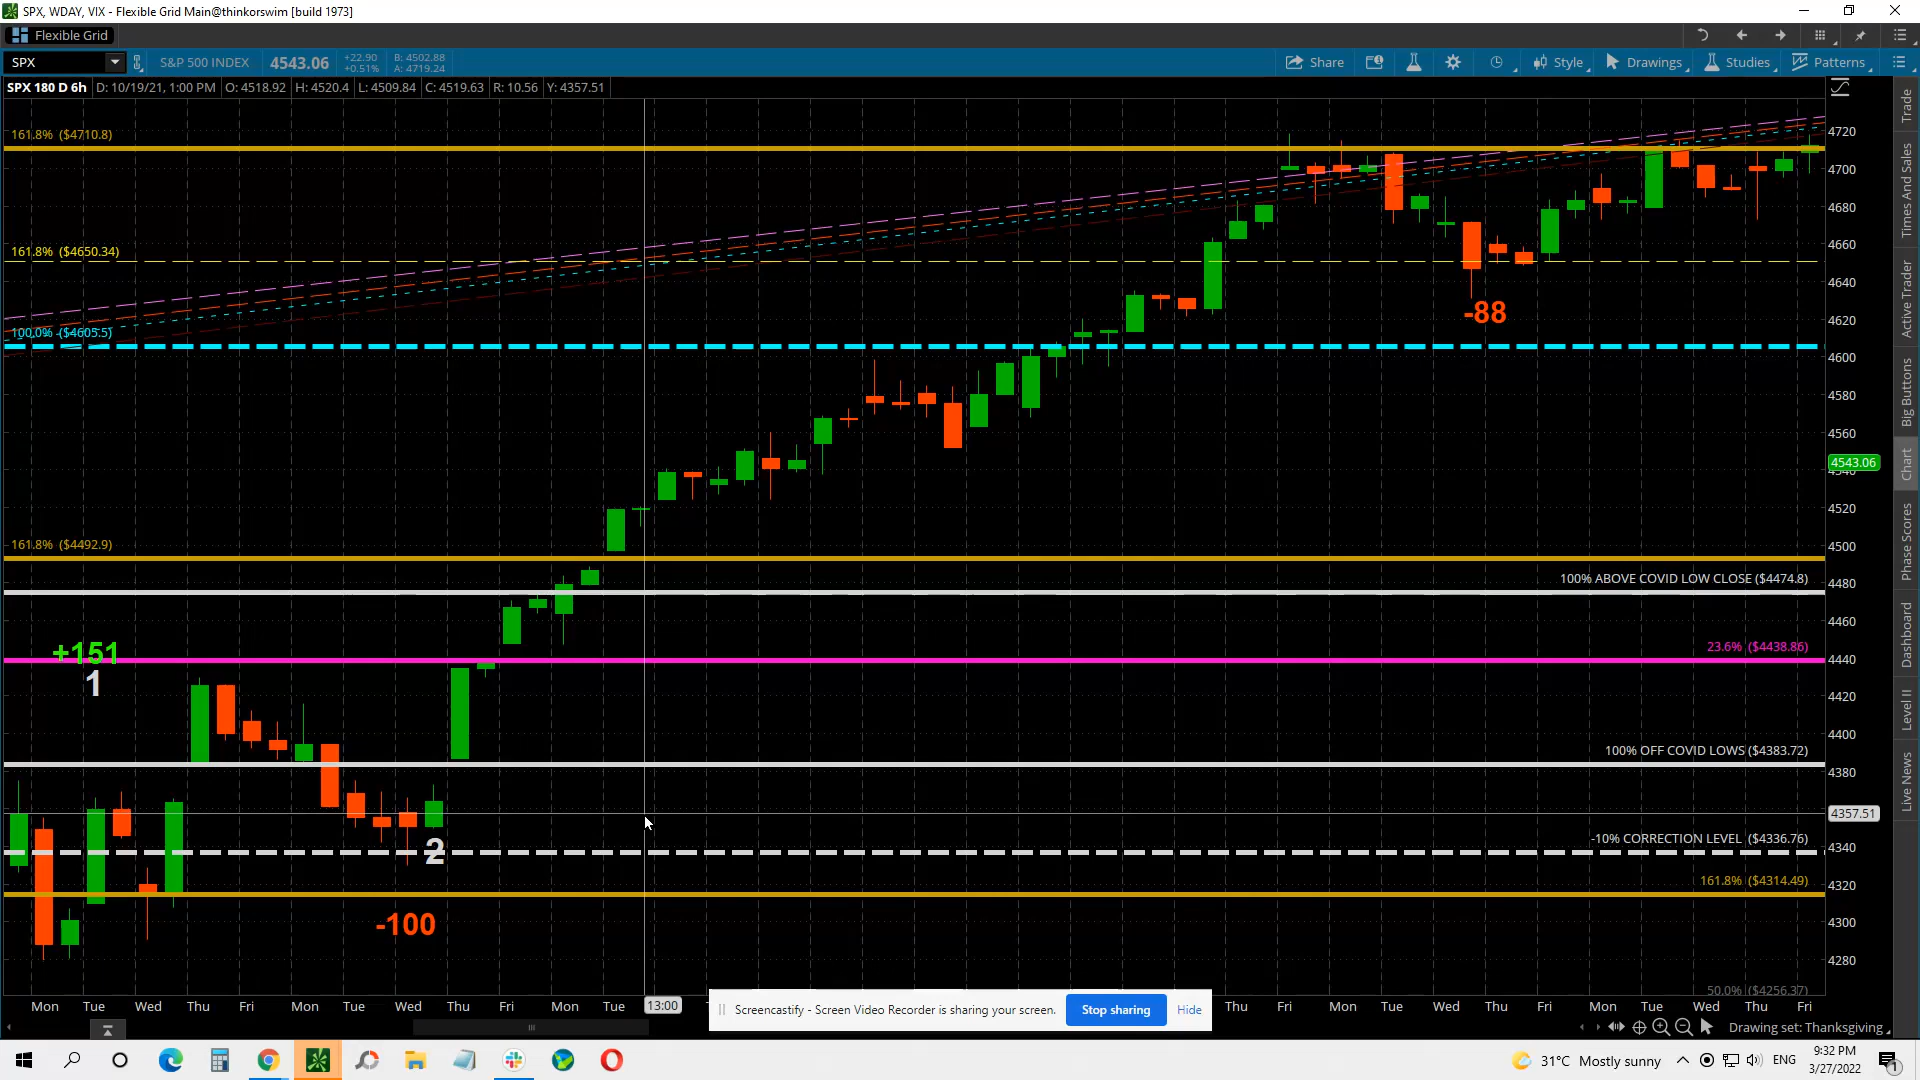 SPX, WDAY, VIX - Flexible Grid Main@thinkorswim [build 1973]
Flexible Grid
SPX S&P 500 INDEX 4543.06 +22.90 B: 4502.88
+0.51% A: 4719.24
Share Style Drawings Studies Patterns
SPX 180 D 6h D: 10/19/21, 1:00 PM O: 4518.92 H: 4520.4 L: 4509.84 C: 4519.63 R: 10.56 Y: 4357.51
161.8% ($4710.8)
161.8% ($4650.34)
100.0% ($4605.5)
-88
161.8% ($4492.9)
100% ABOVE COVID LOW CLOSE ($4474.8)
+151
1
23.6% ($4438.86)
100% OFF COVID LOWS ($4383.72)
2
-10% CORRECTION LEVEL ($4336.76)
161.8% ($4314.49)
-100
50.0% ($4256.37)
4720
4700
4680
4660
4640
4620
4600
4580
4560
4543.06
4520
4500
4480
4460
4440
4420
4400
4380
4357.51
4340
4320
4300
4280
Trade
Times And Sales
Active Trader
Big Buttons
Chart
Phase Scores
Dashboard
Level II
Live News
Mon Tue Wed Thu Fri Mon Tue Wed Thu Fri Mon Tue 13:00 Thu Fri Mon Tue Wed Thu Fri Mon Tue Wed Thu Fri
Screencastify - Screen Video Recorder is sharing your screen. Stop sharing Hide
Drawing set: Thanksgiving
31°C Mostly sunny ENG 9:32 PM
3/27/2022
1